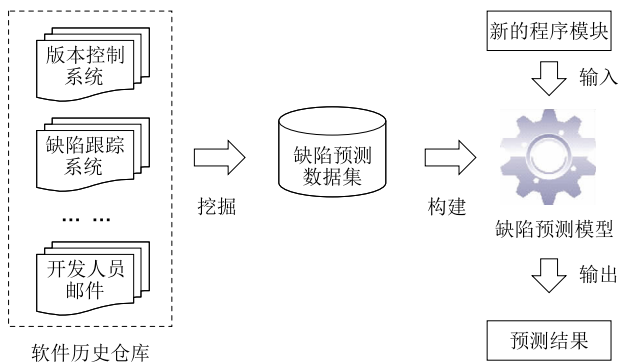 版本控制
系统
缺陷跟踪
系统
... ...
开发人员
邮件
软件历史仓库
挖掘
缺陷预测
数据集
构建
新的程序模块
输入
缺陷预测模型
输出
预测结果